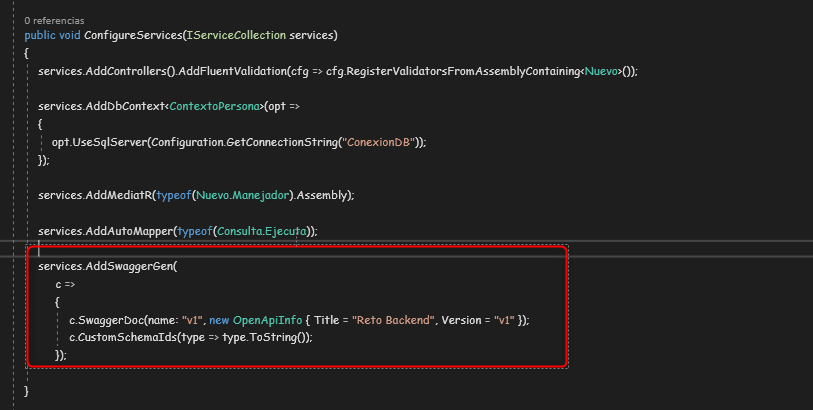 0 referencias
public void ConfigureServices(IServiceCollection services)
{
services.AddControllers().AddFluentValidation(cfg => cfg.RegisterValidatorsFromAssemblyContaining<Nuevo>());
services.AddDbContext<ContextoPersona>(opt =>
{
opt.UseSqlServer(Configuration.GetConnectionString("ConexionDB"));
});
services.AddMediatR(typeof(Nuevo.Manejador).Assembly);
services.AddAutoMapper(typeof(Consulta.Ejecuta));
services.AddSwaggerGen(
c =>
{
c.SwaggerDoc(name: "v1", new OpenApiInfo { Title = "Reto Backend", Version = "v1" });
c.CustomSchemaIds(type => type.ToString());
});
}